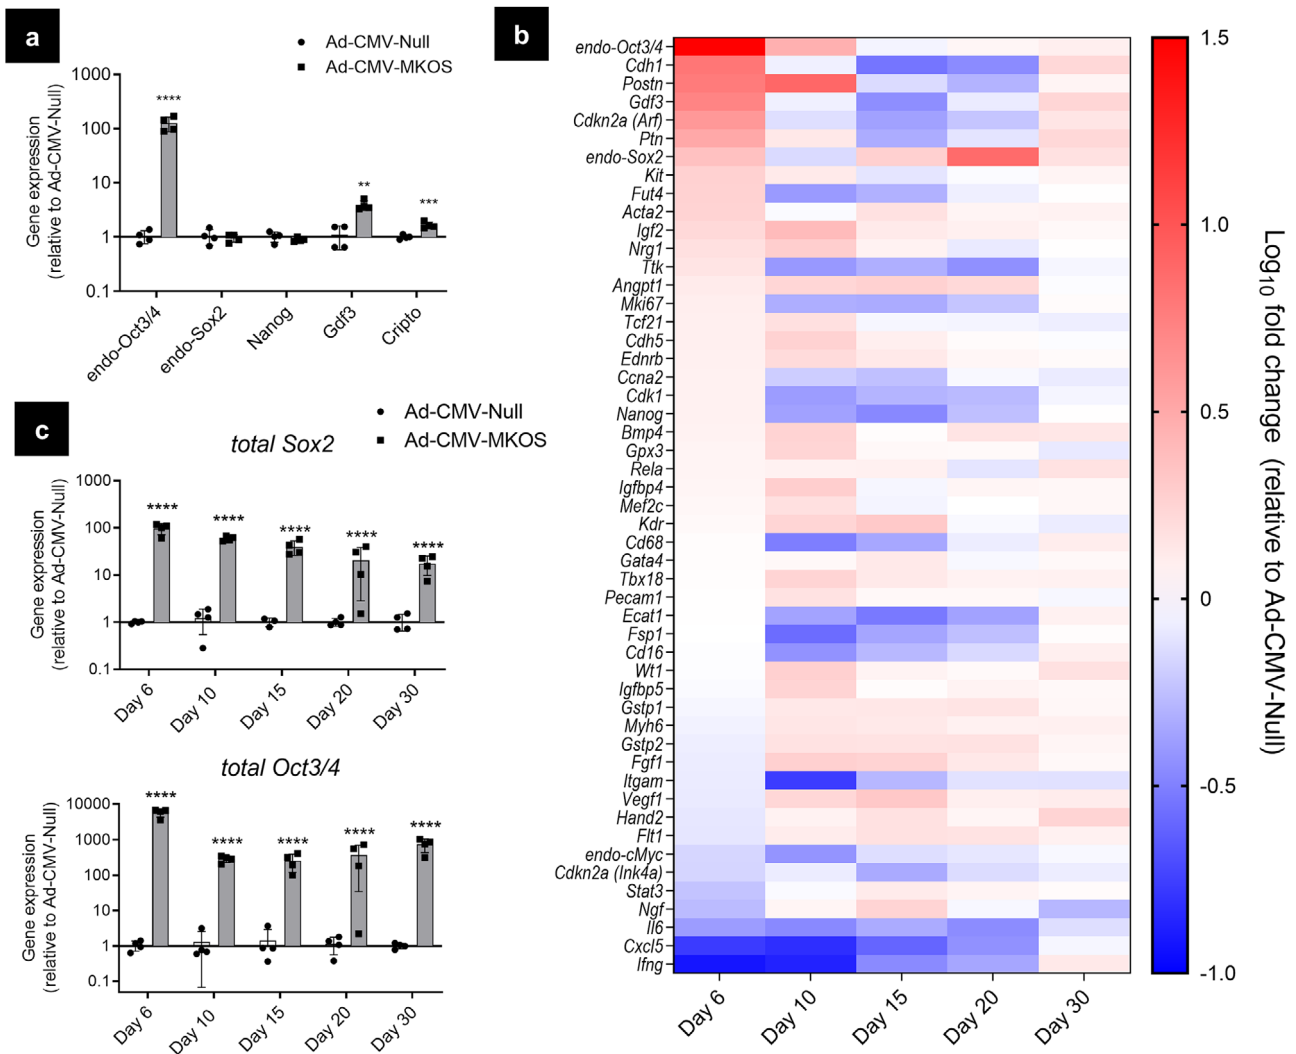 a
Ad-CMV-Null
Ad-CMV-MKOS
Gene expression
(relative to Ad-CMV-Null)
1000
100
10
1
0.1
****
**
***
endo-Oct3/4
endo-Sox2
Nanog
Gdf3
Cripto
b
endo-Oct3/4
Cdh1
Postn
Gdf3
Cdkn2a (Arf)
Ptn
endo-Sox2
Kit
Fut4
Acta2
Igf2
Nrg1
Ttk
Angpt1
Mki67
Tcf21
Cdh5
Ednrb
Ccna2
Cdk1
Nanog
Bmp4
Gpx3
Rela
Igfbp4
Mef2c
Kdr
Cd68
Gata4
Tbx18
Pecam1
Ecat1
Fsp1
Cd16
Wt1
Igfbp5
Gstp1
Myh6
Gstp2
Fgf1
Itgam
Vegf1
Hand2
Flt1
endo-cMyc
Cdkn2a (Ink4a)
Stat3
Ngf
Il6
Cxcl5
Ifng
Day 6
Day 10
Day 15
Day 20
Day 30
1.5
1.0
0.5
0
-0.5
-1.0
Log10 fold change (relative to Ad-CMV-Null)
c
Ad-CMV-Null
Ad-CMV-MKOS
total Sox2
Gene expression
(relative to Ad-CMV-Null)
1000
100
10
1
0.1
****
****
****
****
****
Day 6
Day 10
Day 15
Day 20
Day 30
total Oct3/4
Gene expression
(relative to Ad-CMV-Null)
10000
1000
100
10
1
0.1
****
****
****
****
****
Day 6
Day 10
Day 15
Day 20
Day 30